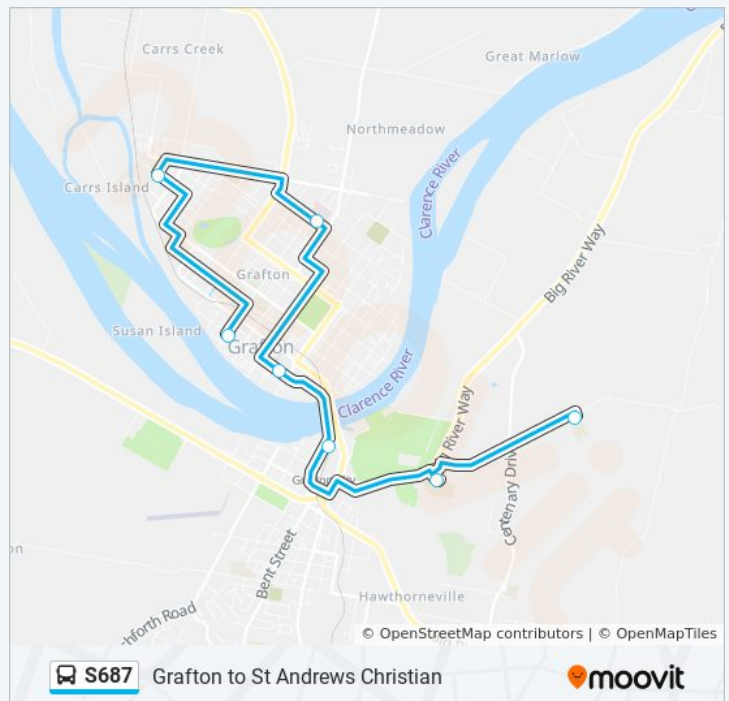 Carrs Creek
Great Marlow
Northmeadow
Clarence River
Carrs Island
Big River Way
Grafton
Susan Island
Grafton
Clarence River
River Way
Centenary Drive
Bent Street
Hawthorneville
© OpenStreetMap contributors | © OpenMapTiles
S687 Grafton to St Andrews Christian
moovit